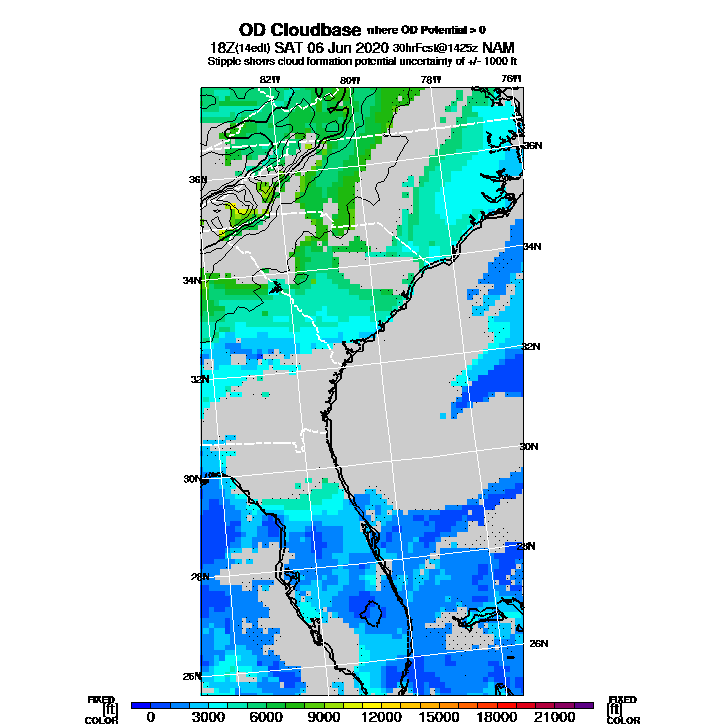 OD Cloudbase where OD Potential > 0
18Z(14edt) SAT 06 Jun 2020 30hrFcst@1425z NAM
Stipple shows cloud formation potential uncertainty of +/- 1000 ft
82W 80W 78W 76W
36N
36N
34N
34N
32N
32N
30N
30N
28N
28N
26N
26N
FIXED FIXED
[ft] [ft]
COLOR 0 3000 6000 9000 12000 15000 18000 21000 COLOR